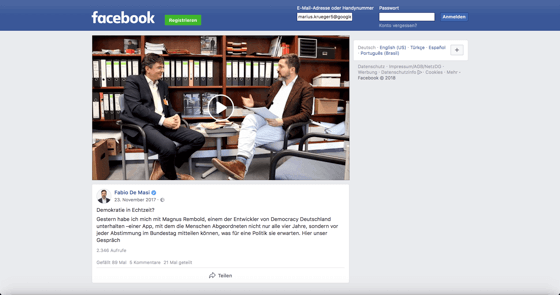 facebook
Registrieren
E-Mail-Adresse oder Handynummer
Passwort
marius.krueger5@googlo
Anmelden
Konto vergessen?
Deutsch · English (US) · Türkçe · Español
· Português (Brasil)
Datenschutz · Impressum/AGB/NetzDG ·
Werbung · Datenschutzinfo · Cookies · Mehr
Facebook © 2018
Fabio De Masi
23. November 2017 ·
Demokratie in Echtzeit?
Gestern habe ich mich mit Magnus Rembold, einem der Entwickler von Democracy Deutschland
unterhalten -einer App, mit dem die Menschen Abgeordneten nicht nur alle vier Jahre, sondern vor
jeder Abstimmung im Bundestag mitteilen können, was für eine Politik sie erwarten. Hier unser
Gespräch
2.346 Aufrufe
Gefällt 89 Mal 5 Kommentare 21 Mal geteilt
Teilen